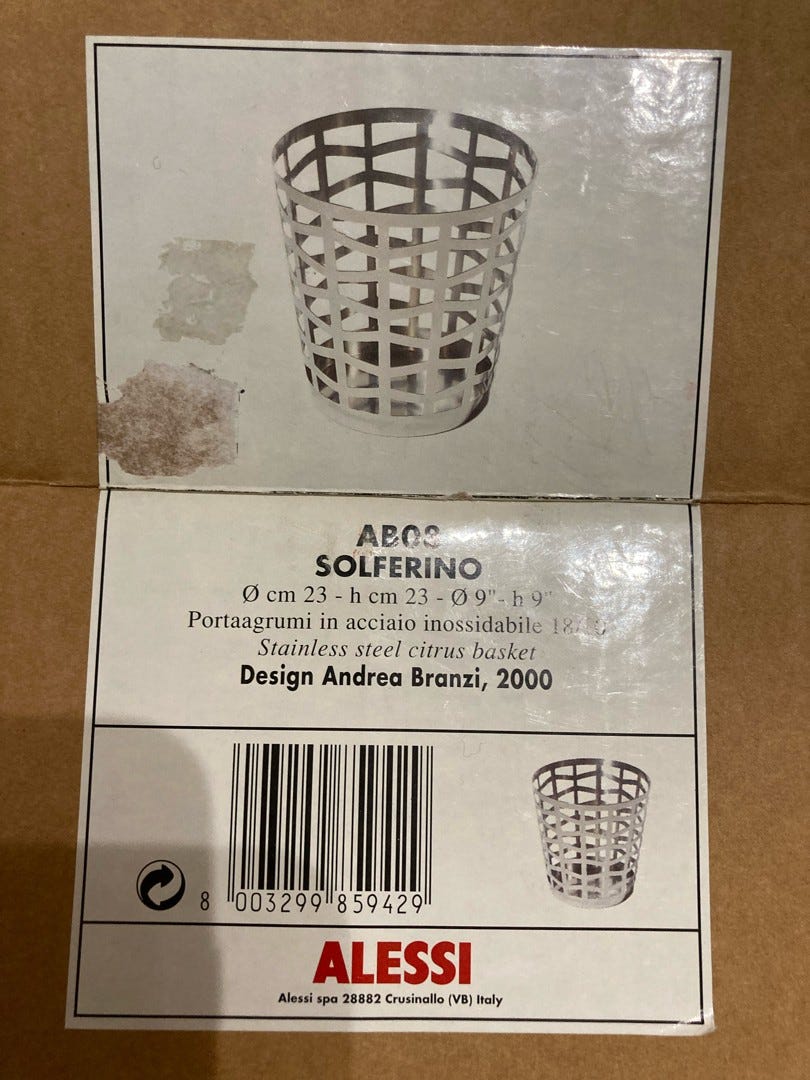 AB03
SOLFERINO
Ø cm 23 - h cm 23 - Ø 9" - h 9"
Portaagrumi in acciaio inossidabile
Stainless steel citrus basket
Design Andrea Branzi, 2000
8 003299 859429
ALESSI
Alessi spa 28882 Crusinallo (VB) Italy